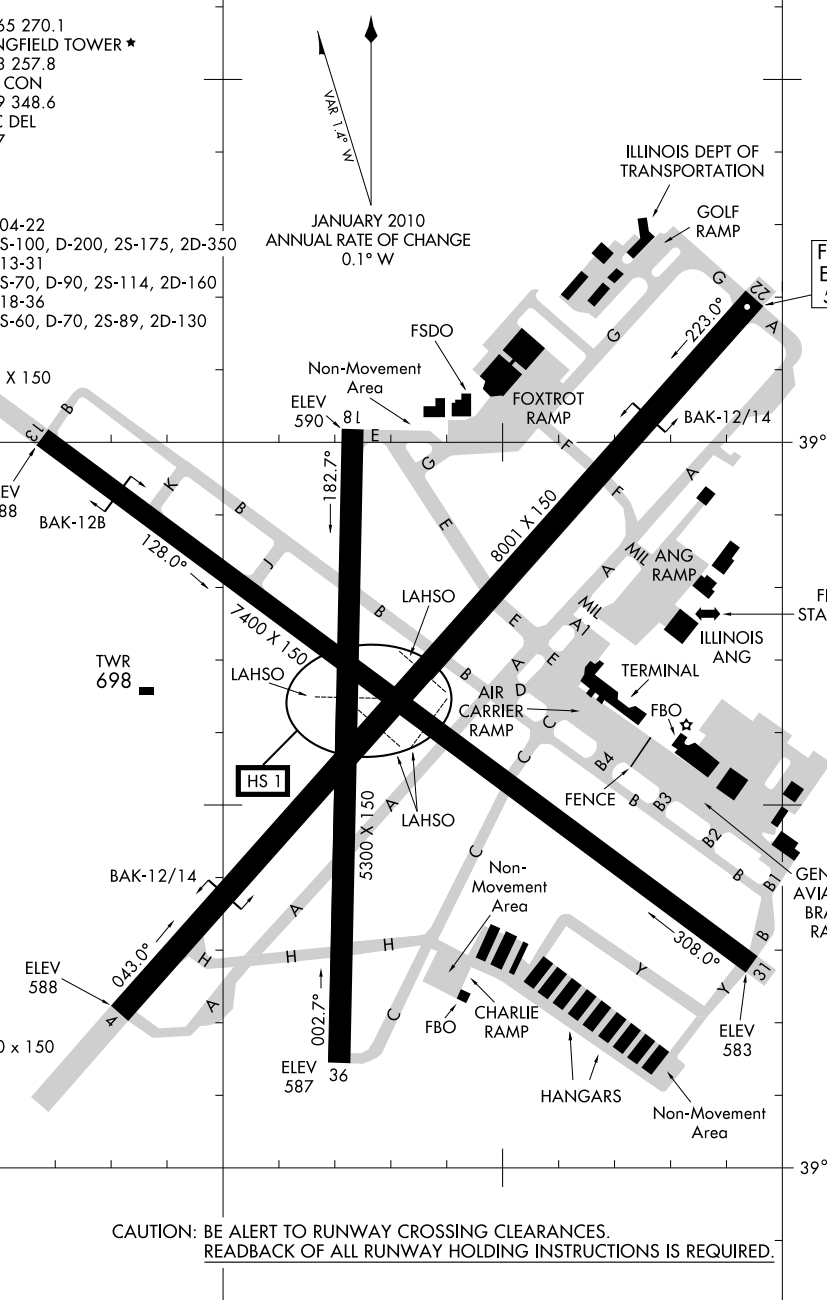 65 270.1
NGFIELD TOWER ★
257.8
CON
348.6
DEL
VAR 1.4° W
JANUARY 2010
ANNUAL RATE OF CHANGE
0.1° W
04-22
S-100, D-200, 2S-175, 2D-350
13-31
S-70, D-90, 2S-114, 2D-160
18-36
S-60, D-70, 2S-89, 2D-130
X 150
ILLINOIS DEPT OF
TRANSPORTATION
GOLF
RAMP
G
22
A
223.0°
G
FSDO
Non-Movement
Area
FOXTROT
RAMP
ELEV
590
18
E
G
F
F
BAK-12/14
39°
B
13
88
K
B
BAK-12B
128.0°
J
182.7°
E
8001 X 150
A
A
MIL
ANG
RAMP
MIL
A1
ILLINOIS
ANG
STA
7400 X 150
LAHSO
B
E
B
A
E
D
TWR
698
LAHSO
AIR
CARRIER
RAMP
TERMINAL
FBO
C
C
HS 1
LAHSO
A
5300 X 150
B4
FENCE
B
B3
B2
B
B1
GEN
AVIA
BRA
RA
BAK-12/14
C
Non-
Movement
Area
A
H
H
H
043.0°
ELEV
588
4
A
002.7°
C
FBO
CHARLIE
RAMP
Y
308.0°
B
31
Y
ELEV
583
0 x 150
ELEV
587
36
HANGARS
Non-Movement
Area
39°
CAUTION: BE ALERT TO RUNWAY CROSSING CLEARANCES.
READBACK OF ALL RUNWAY HOLDING INSTRUCTIONS IS REQUIRED.